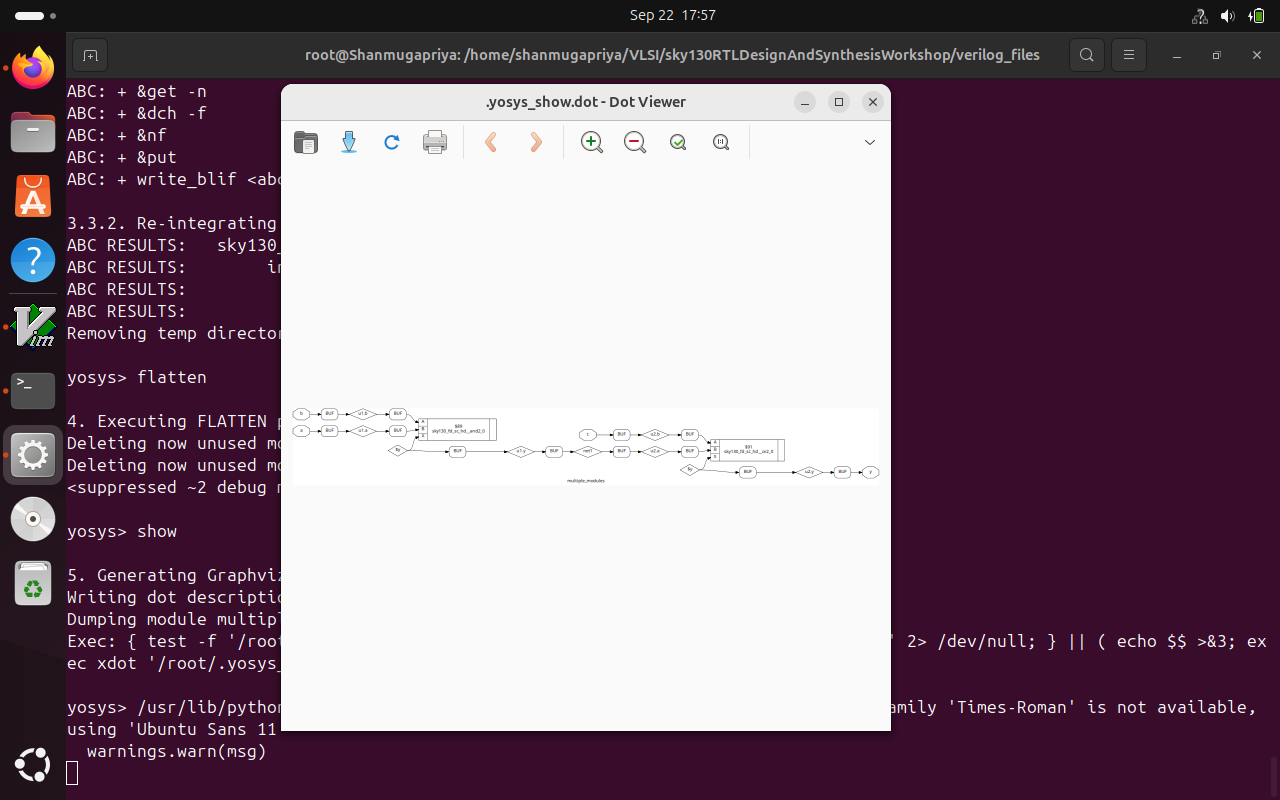 Sep 22 17:57
root@Shanmugapriya: /home/shanmugapriya/VLSI/sky130RTLDesignAndSynthesisWorkshop/verilog_files
ABC: + &get -n
ABC: + &dch -f
ABC: + &nf
ABC: + &put
ABC: + write_blif <abc
3.3.2. Re-integrating
ABC RESULTS: sky130_
ABC RESULTS: in
ABC RESULTS:
ABC RESULTS:
Removing temp director
yosys> flatten
4. Executing FLATTEN p
Deleting now unused mo
Deleting now unused mo
<suppressed ~2 debug m
yosys> show
5. Generating Graphviz
Writing dot descriptio
Dumping module multipl
Exec: { test -f '/root ' 2> /dev/null; } || ( echo $$ >&3; ex
ec xdot '/root/.yosys_
yosys> /usr/lib/python amily 'Times-Roman' is not available,
using 'Ubuntu Sans 11
warnings.warn(msg)
.yosys_show.dot - Dot Viewer
b BUF u1.b BUF A
a BUF u1.a BUF B
X
sky130_fd_sc_hd__and2_0
c BUF u2.b BUF A
BUF u1.y BUF net1 BUF u2.a BUF B
X
sky130_fd_sc_hd__or2_0
BUF u2.y BUF y
multiple_modules
Vim